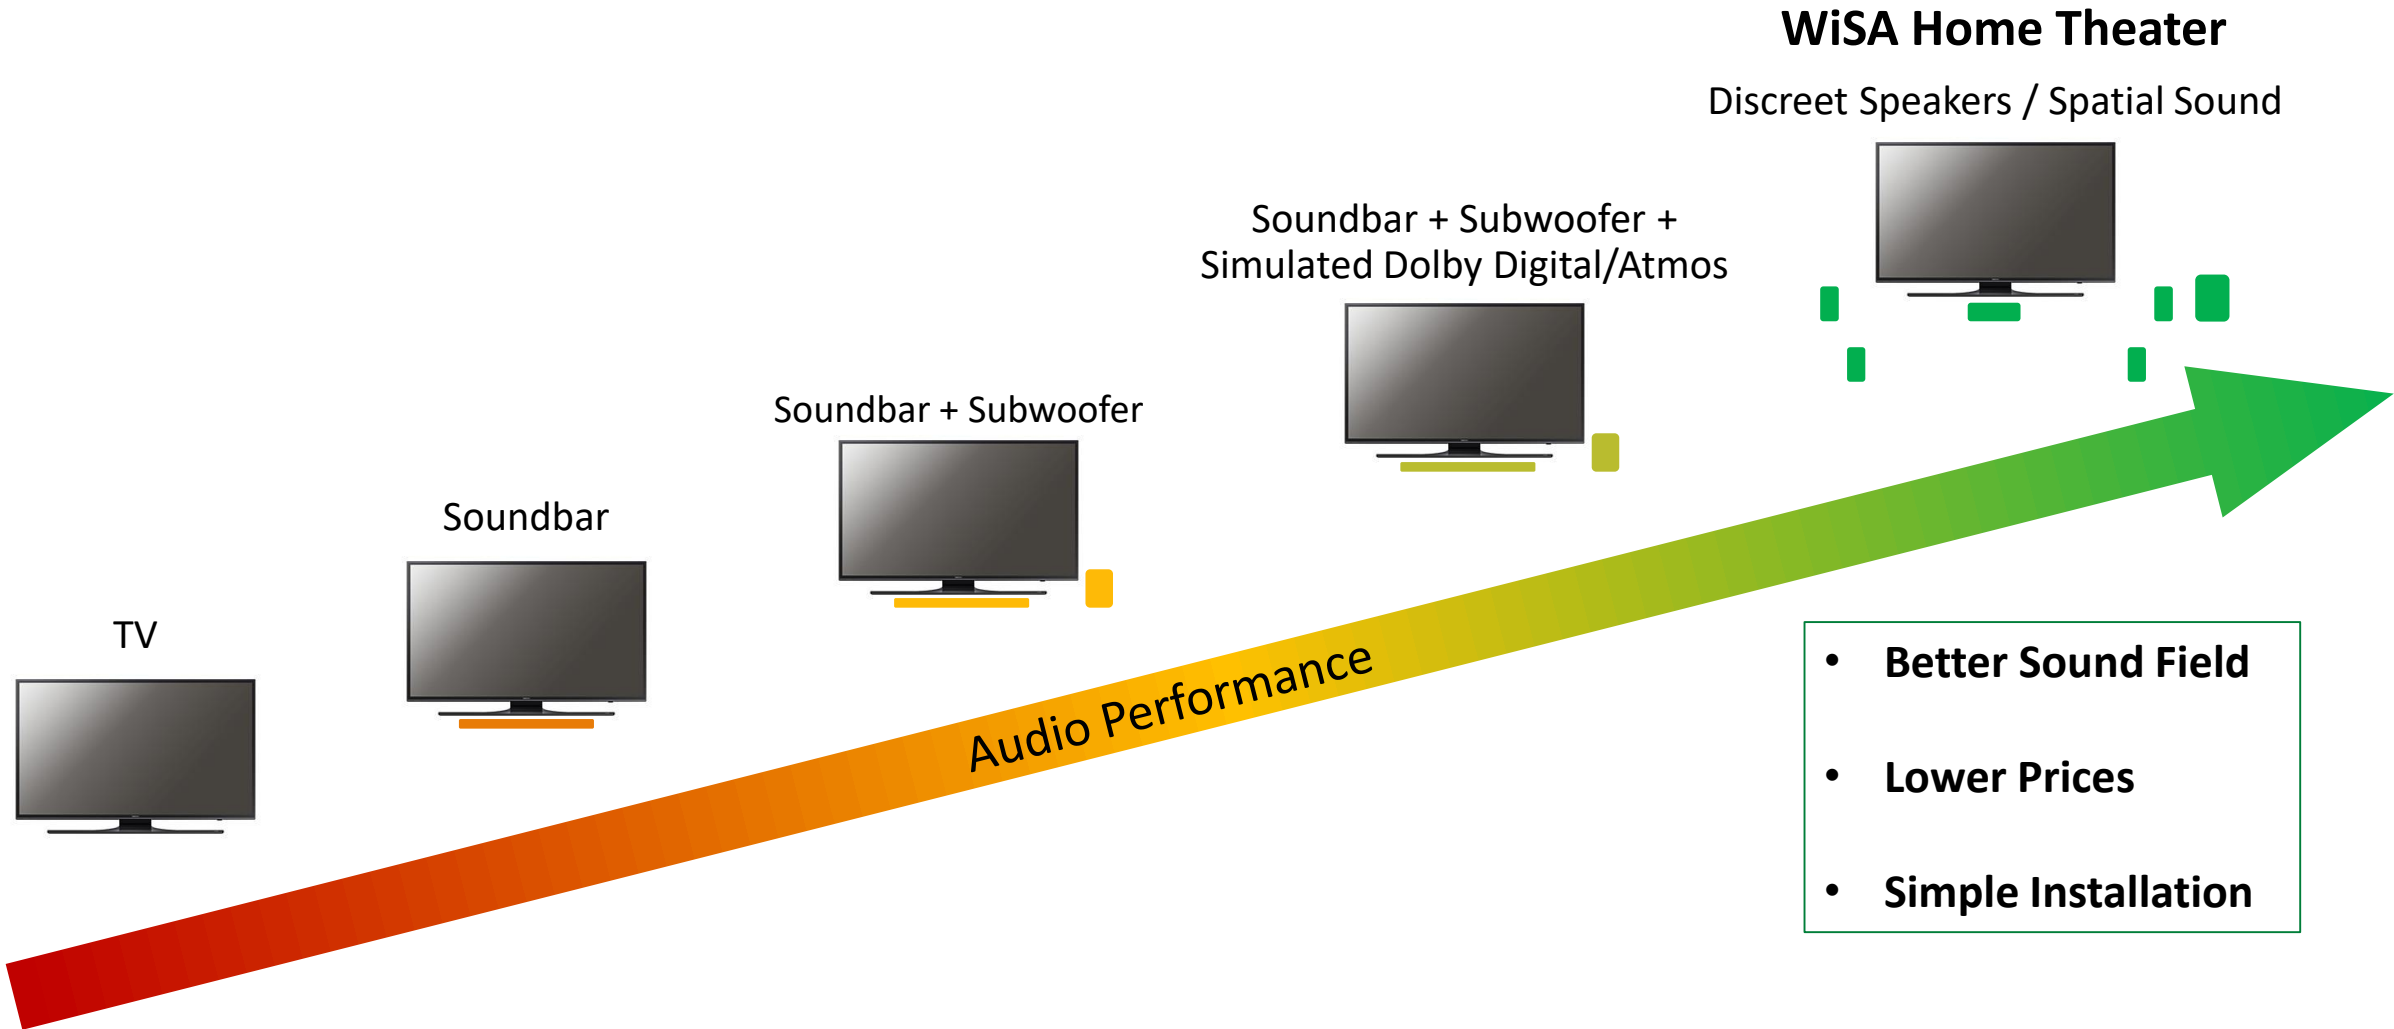 WiSA Home Theater
Discreet Speakers / Spatial Sound
Soundbar + Subwoofer +
Simulated Dolby Digital/Atmos
Soundbar + Subwoofer
Soundbar
TV
Audio Performance
• Better Sound Field
• Lower Prices
• Simple Installation